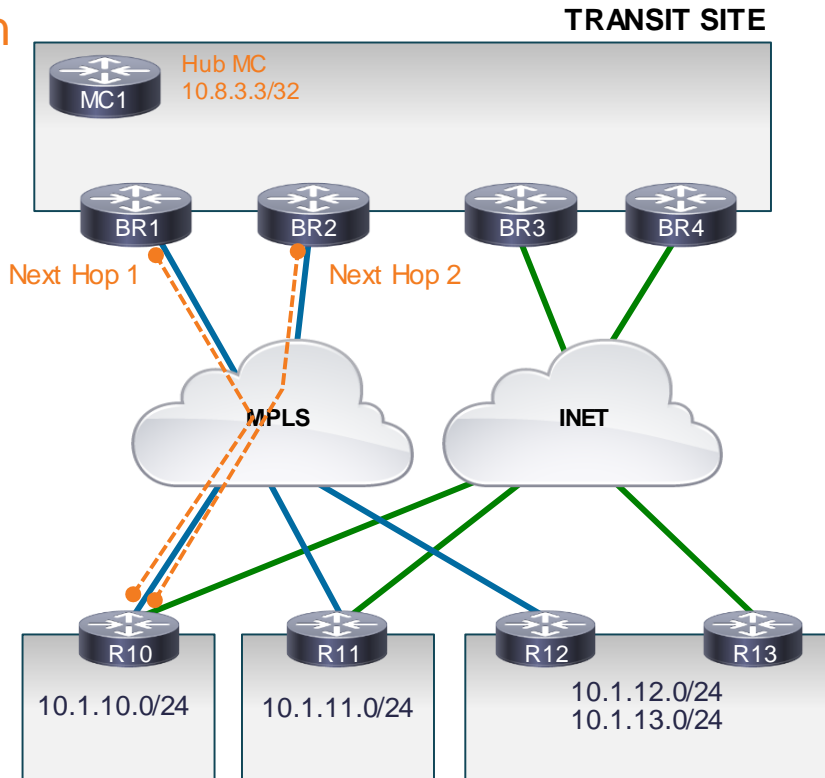 n
TRANSIT SITE
Hub MC
10.8.3.3/32
MC1
BR1
BR2
BR3
BR4
Next Hop 1
Next Hop 2
MPLS
INET
R10
R11
R12
R13
10.1.10.0/24
10.1.11.0/24
10.1.12.0/24
10.1.13.0/24